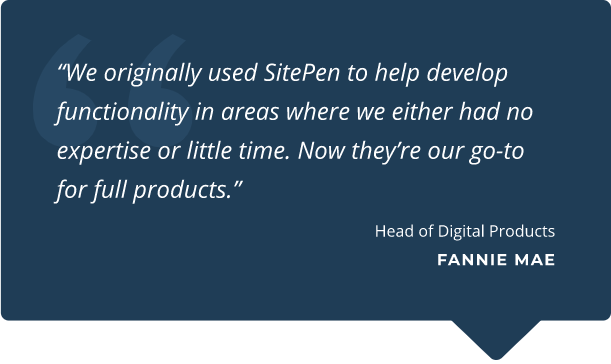 “We originally used SitePen to help develop
functionality in areas where we either had no
expertise or little time. Now they’re our go-to
for full products.”
Head of Digital Products
FANNIE MAE